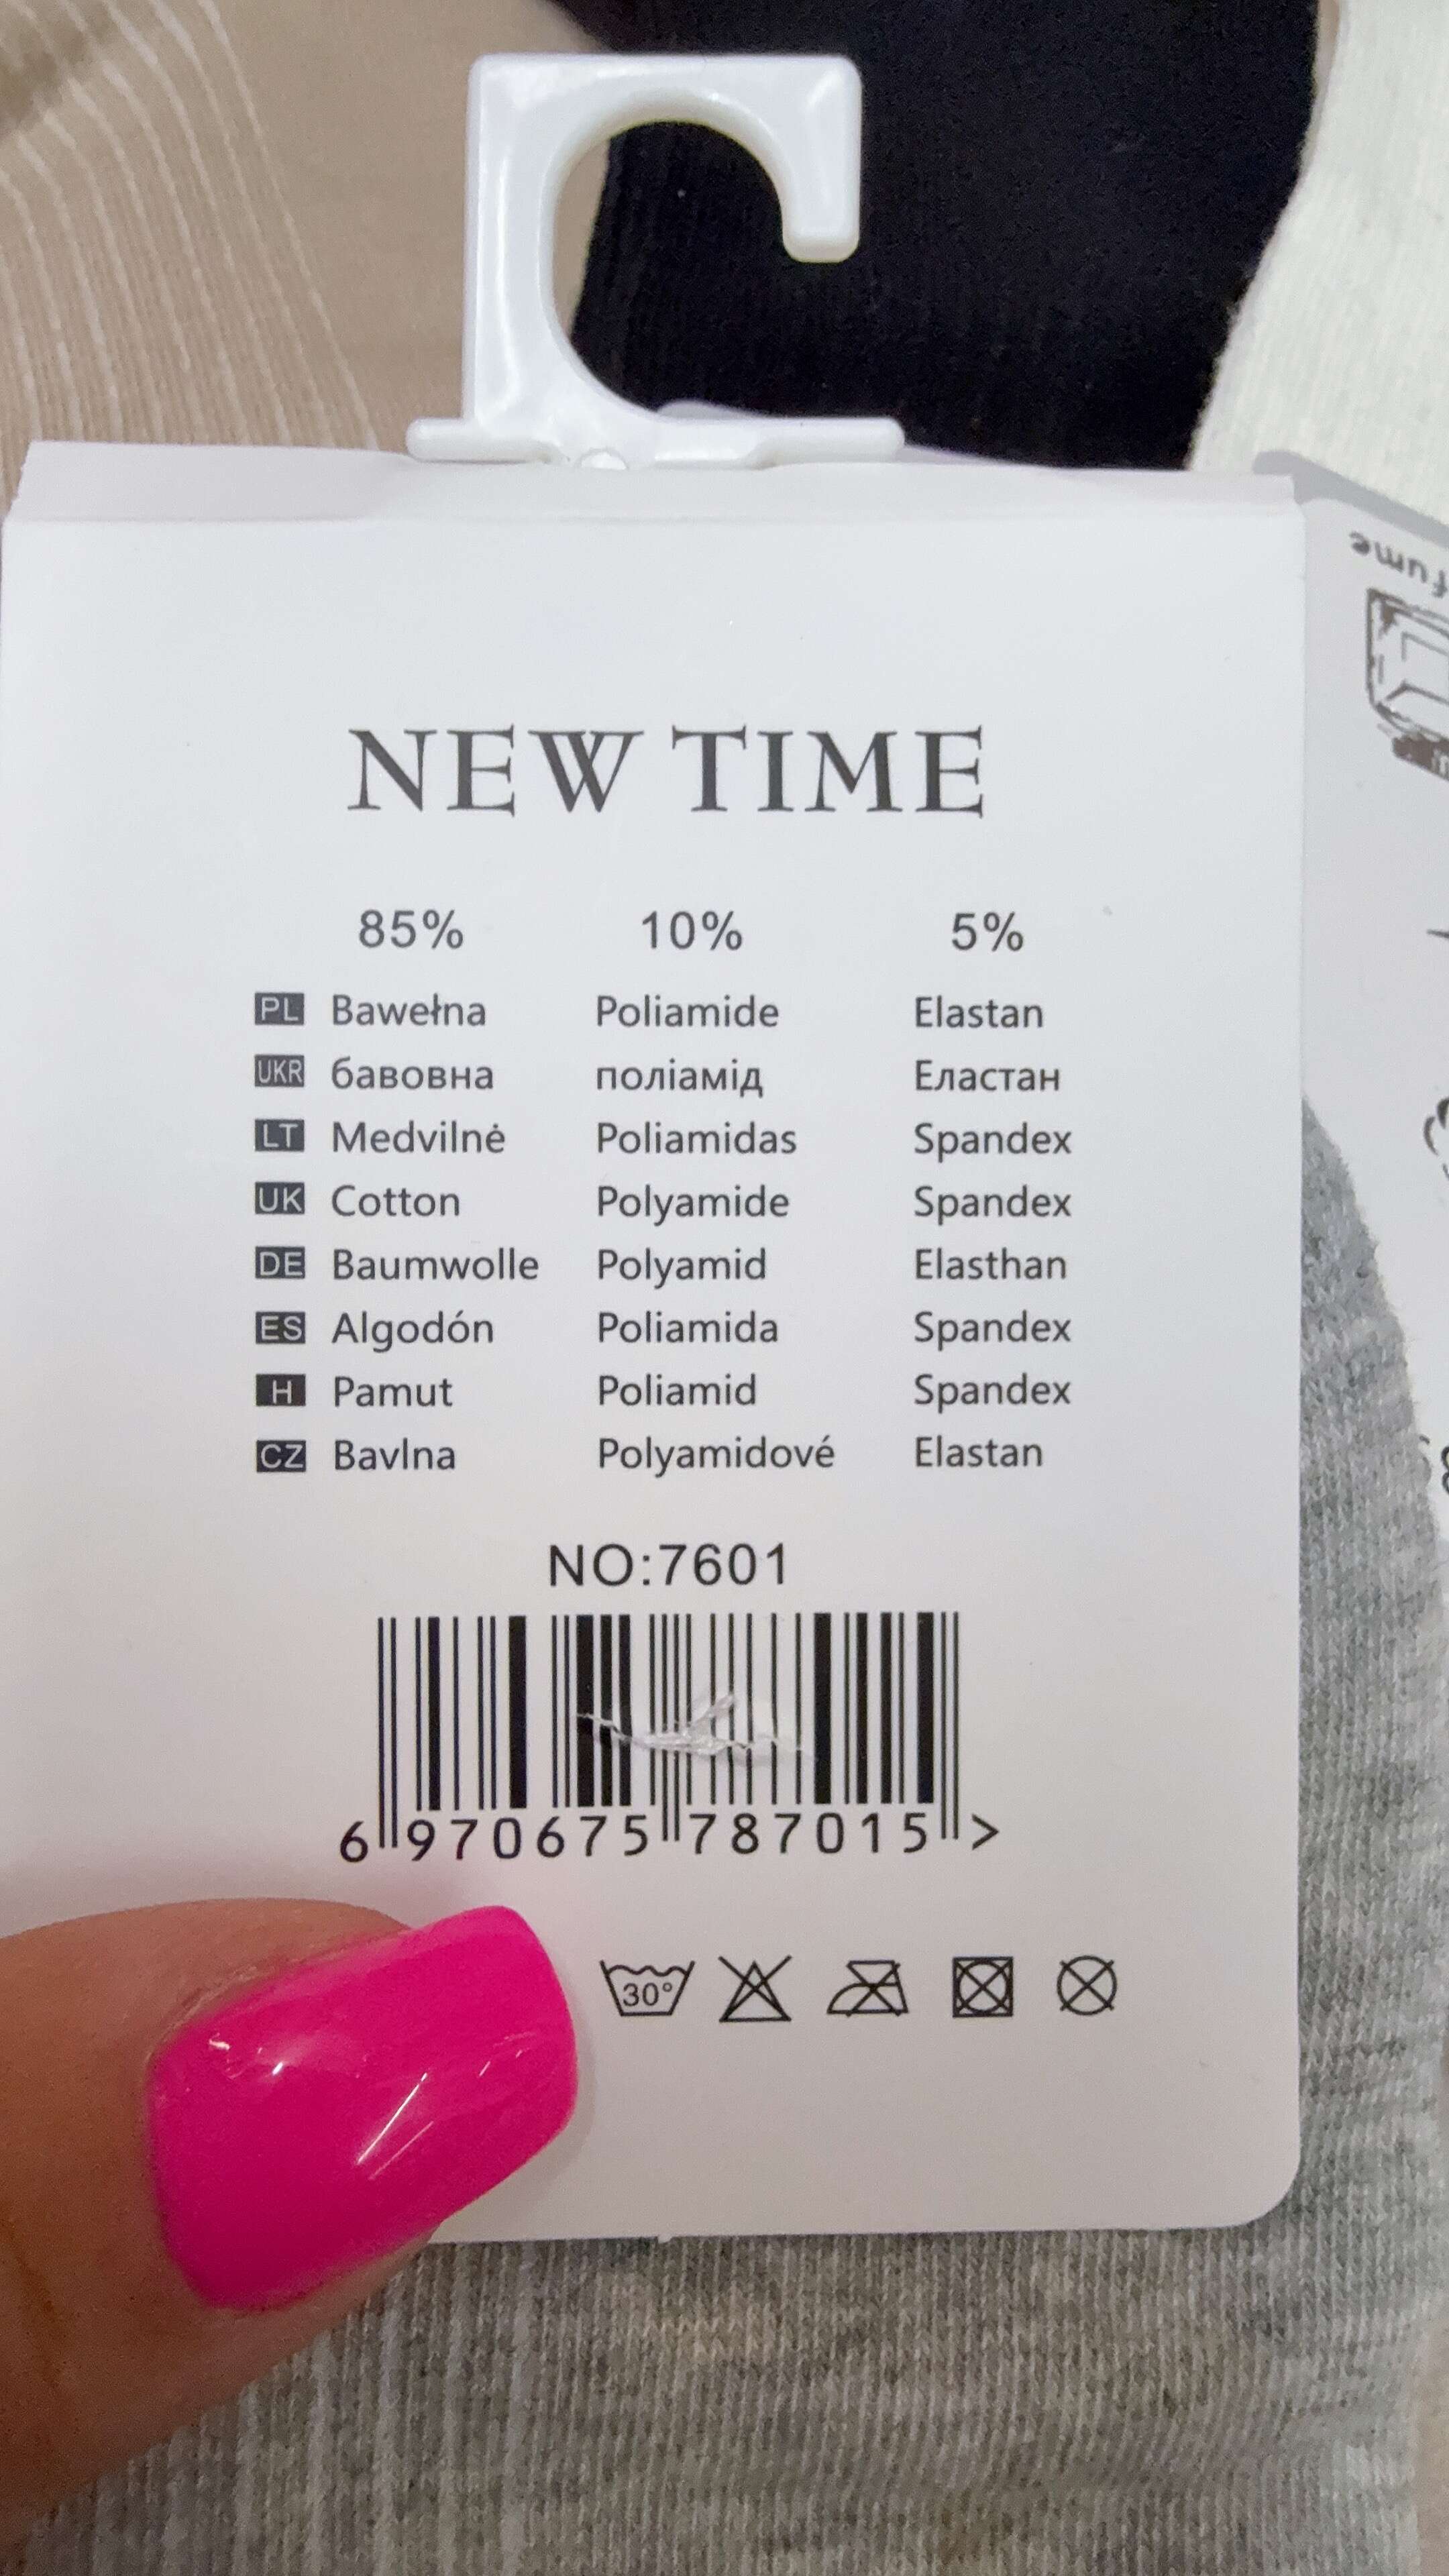 fume
NEW TIME
85% 10% 5%
PL Bawełna Poliamide Elastan
UKR бавовна поліамід Еластан
LT Medvilnė Poliamidas Spandex
UK Cotton Polyamide Spandex
DE Baumwolle Polyamid Elasthan
ES Algodón Poliamida Spandex
H Pamut Poliamid Spandex
CZ Bavlna Polyamidové Elastan
NO:7601
6 970675 787015 >
30°